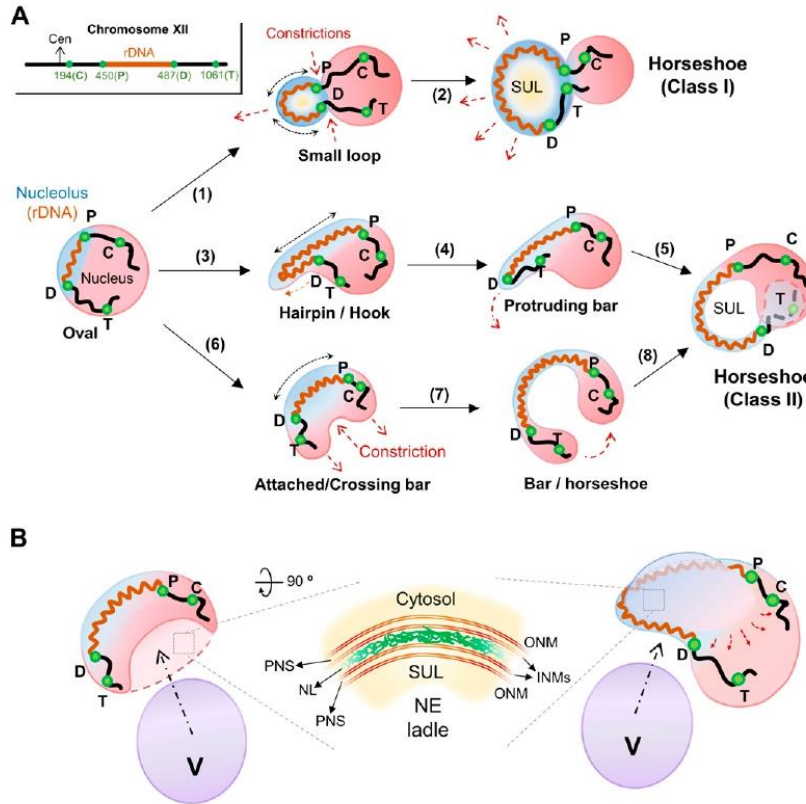 A
Chromosome XII
Cen
rDNA
194(C) 450(P) 487(D) 1061(T)
Constrictions
P
C
D
T
Small loop
(1)
(2)
P
C
SUL
T
D
Horseshoe
(Class I)
Nucleolus
(rDNA)
P
C
Nucleus
D
T
Oval
(3)
P
C
D T
Hairpin / Hook
(4)
P
C
D T
Protruding bar
(5)
P C
SUL
T
D
Horseshoe
(Class II)
(6)
P
C
D
T
Constriction
Attached/Crossing bar
(7)
P
C
D
T
Bar / horseshoe
(8)
B
P C
D
T
V
90 º
Cytosol
ONM
PNS
INMs
NL
SUL
ONM
PNS
NE
ladle
P C
D
T
V